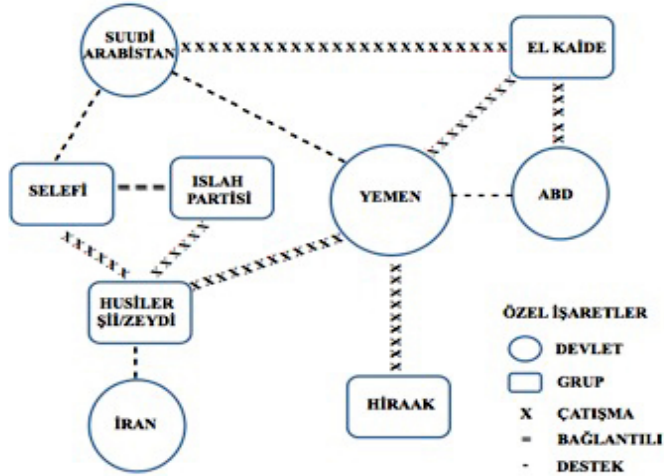 SUUDİ
ARABİSTAN
EL KAİDE
SELEFİ
ISLAH
PARTİSİ
YEMEN
ABD
HUSİLER
Şİİ/ZEYDİ
İRAN
HİRAAK
ÖZEL İŞARETLER
DEVLET
GRUP
X ÇATIŞMA
= BAĞLANTILI
- DESTEK